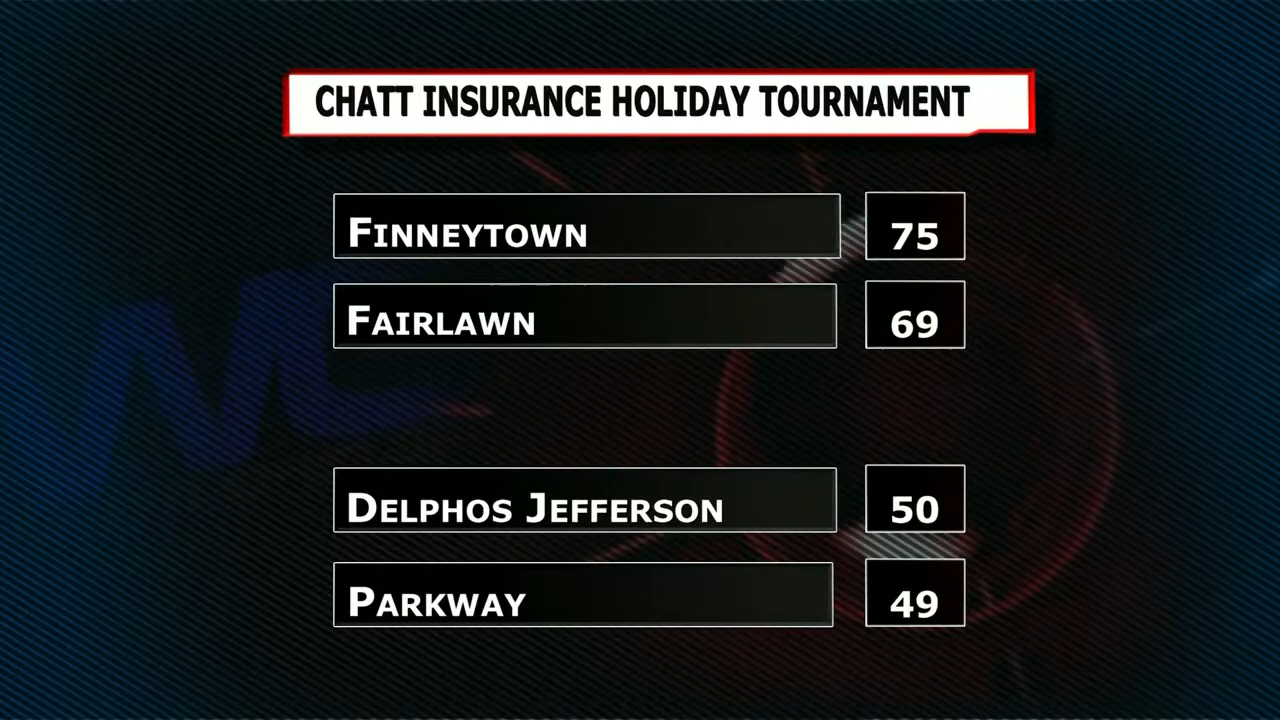 CHATT INSURANCE HOLIDAY TOURNAMENT
FINNEYTOWN 75
FAIRLAWN 69
DELPHOS JEFFERSON 50
PARKWAY 49